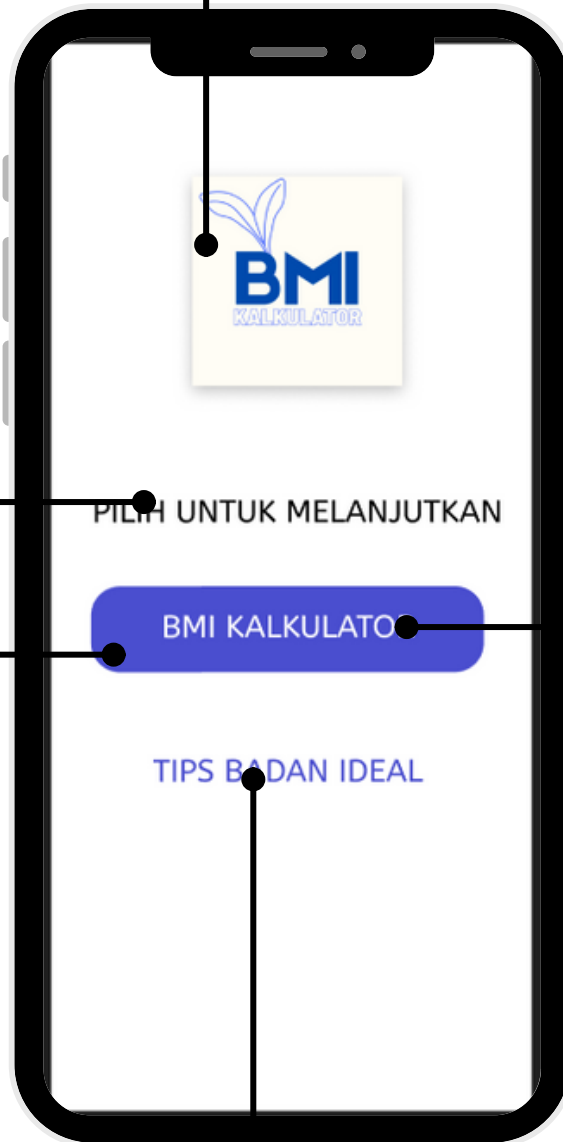 BMI
KALKULATOR
PILIH UNTUK MELANJUTKAN
BMI KALKULATOR
TIPS BADAN IDEAL